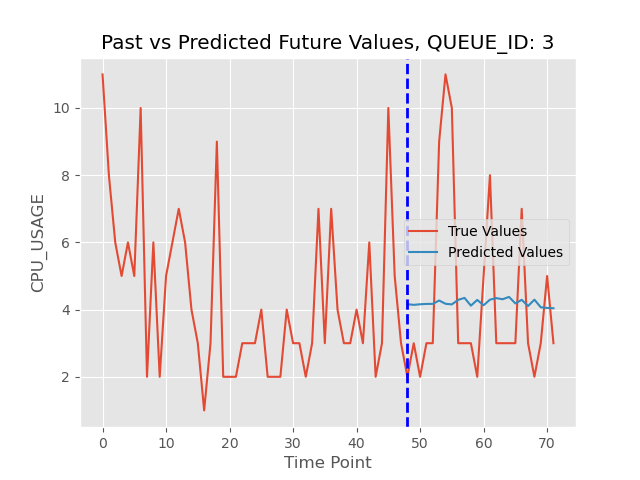 Past vs Predicted Future Values, QUEUE_ID: 3
CPU_USAGE
10
8
6
4
2
True Values
Predicted Values
0
10
20
30
40
50
60
70
Time Point